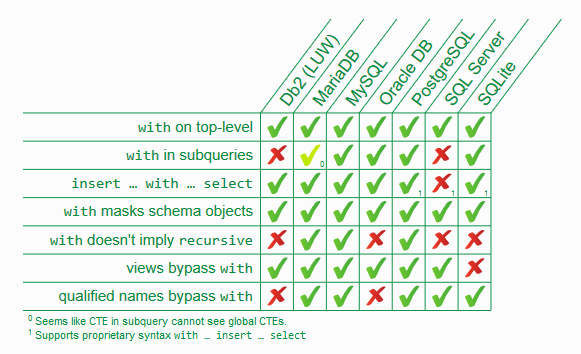 Db2 (LUW)
MariaDB
MySQL
Oracle DB
PostgreSQL
SQL Server
SQLite
with on top-level
with in subqueries
0
insert … with … select
1
1
1
with masks schema objects
with doesn't imply recursive
views bypass with
qualified names bypass with
0 Seems like CTE in subquery cannot see global CTEs.
1 Supports proprietary syntax with … insert … select